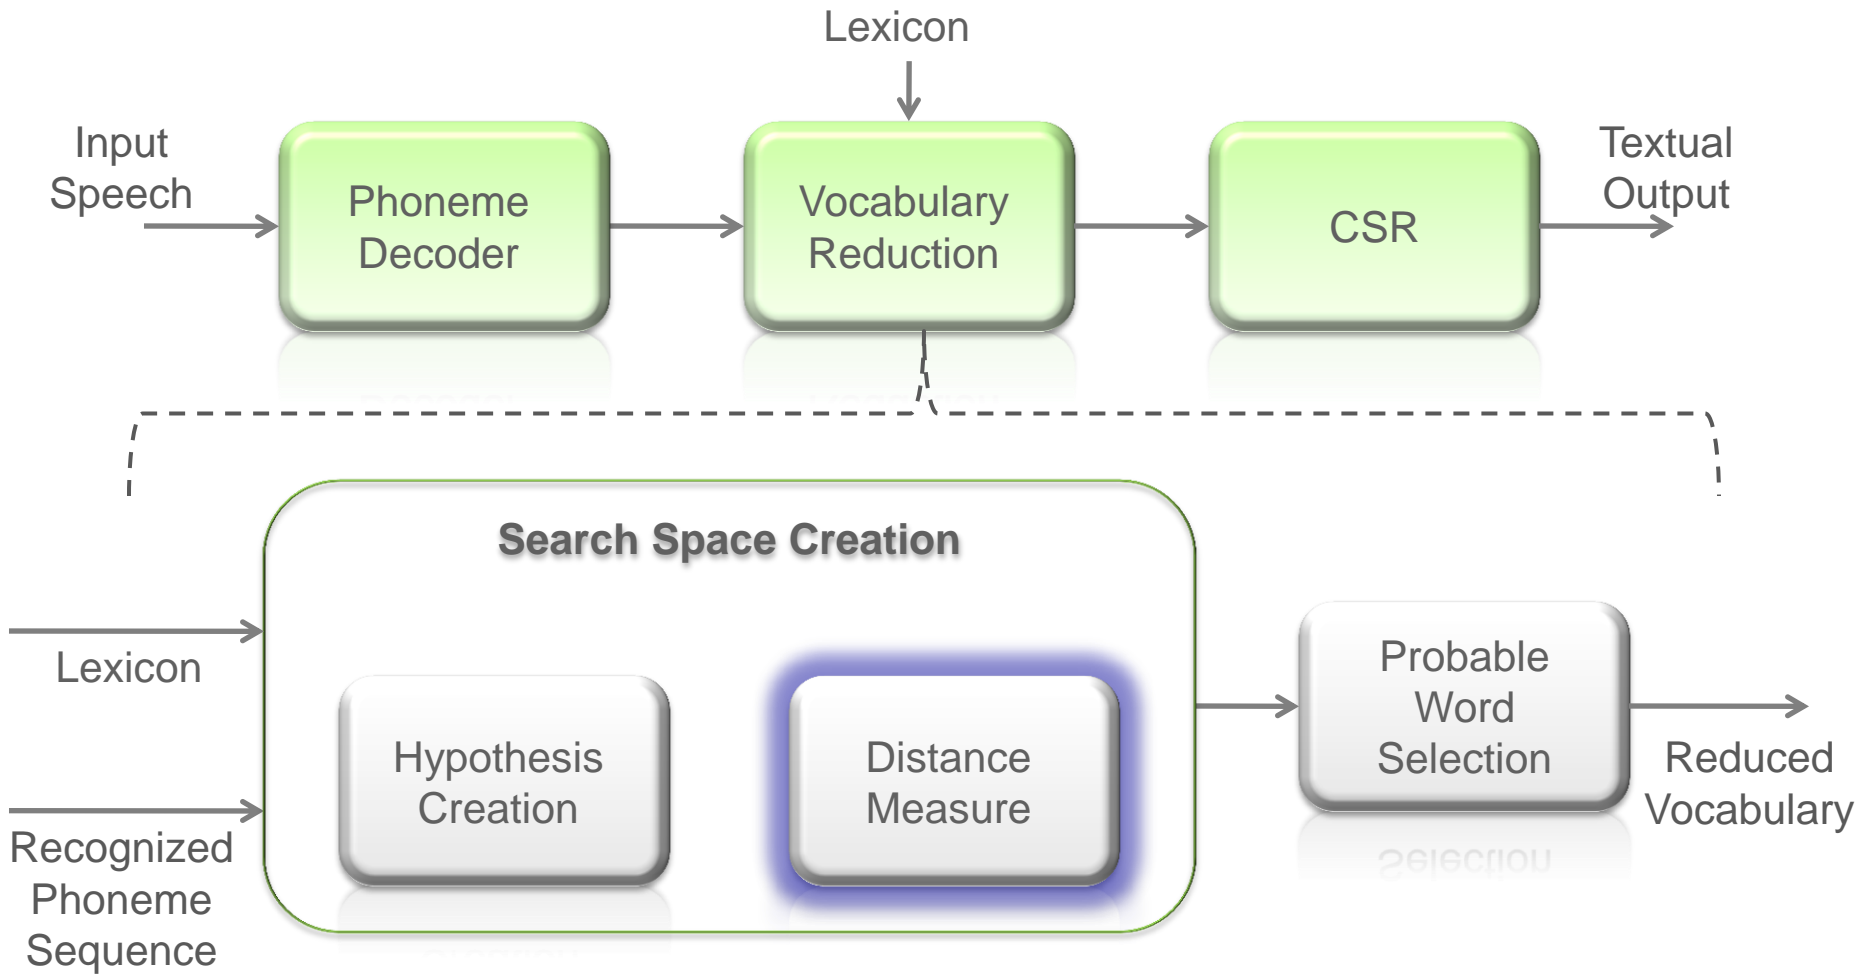 Lexicon
Input
Speech
Phoneme
Decoder
Vocabulary
Reduction
CSR
Textual
Output
Search Space Creation
Lexicon
Recognized
Phoneme
Sequence
Hypothesis
Creation
Distance
Measure
Probable
Word
Selection
Reduced
Vocabulary